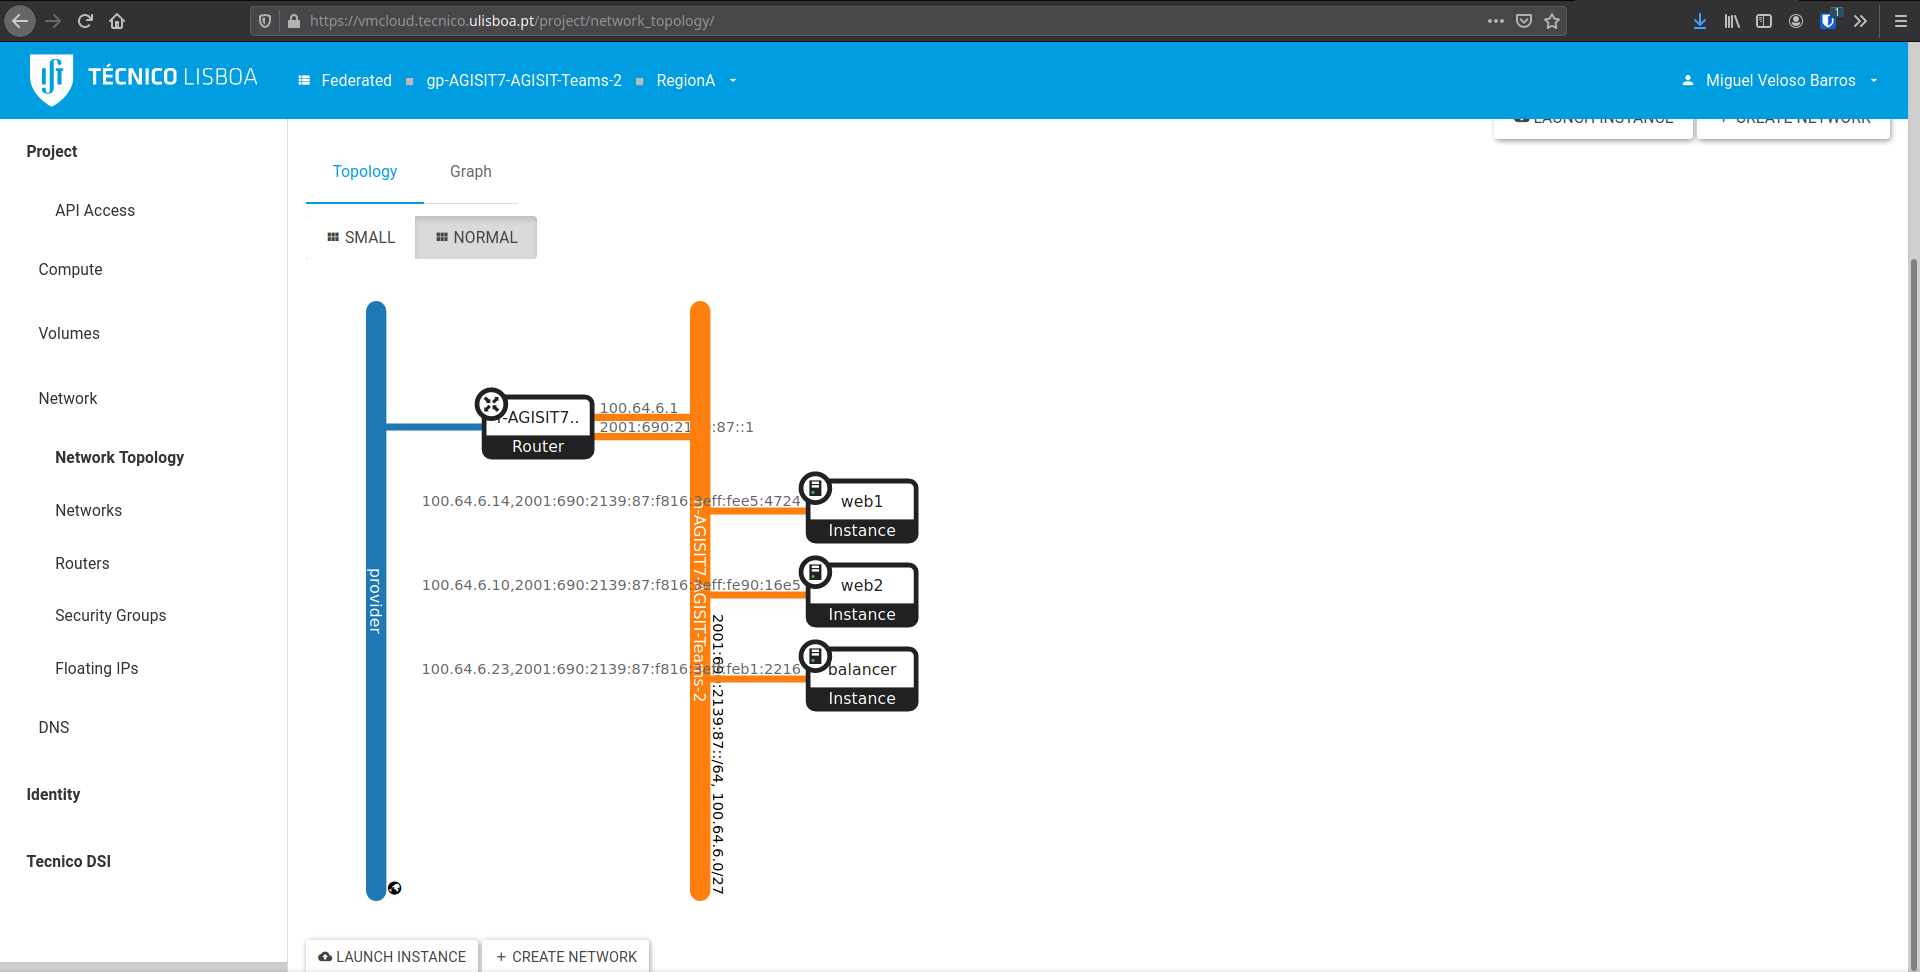 https://vmcloud.tecnico.ulisboa.pt/project/network_topology/
1
TÉCNICO LISBOA
Federated
gp-AGISIT7-AGISIT-Teams-2
RegionA
Miguel Veloso Barros
LAUNCH INSTANCE
+ CREATE NETWORK
Project
API Access
Compute
Volumes
Network
Network Topology
Networks
Routers
Security Groups
Floating IPs
DNS
Identity
Tecnico DSI
Topology
Graph
SMALL
NORMAL
provider
-AGISIT7..
Router
100.64.6.1
2001:690:21 :87::1
100.64.6.14,2001:690:2139:87:f816:3eff:fee5:4724
web1
Instance
100.64.6.10,2001:690:2139:87:f816:3eff:fe90:16e5
web2
Instance
100.64.6.23,2001:690:2139:87:f816:3eff:feb1:2216
balancer
Instance
-AGISIT7-AGISIT-Teams-2
2001:690:2139:87::/64, 100.64.6.0/27
LAUNCH INSTANCE
+ CREATE NETWORK